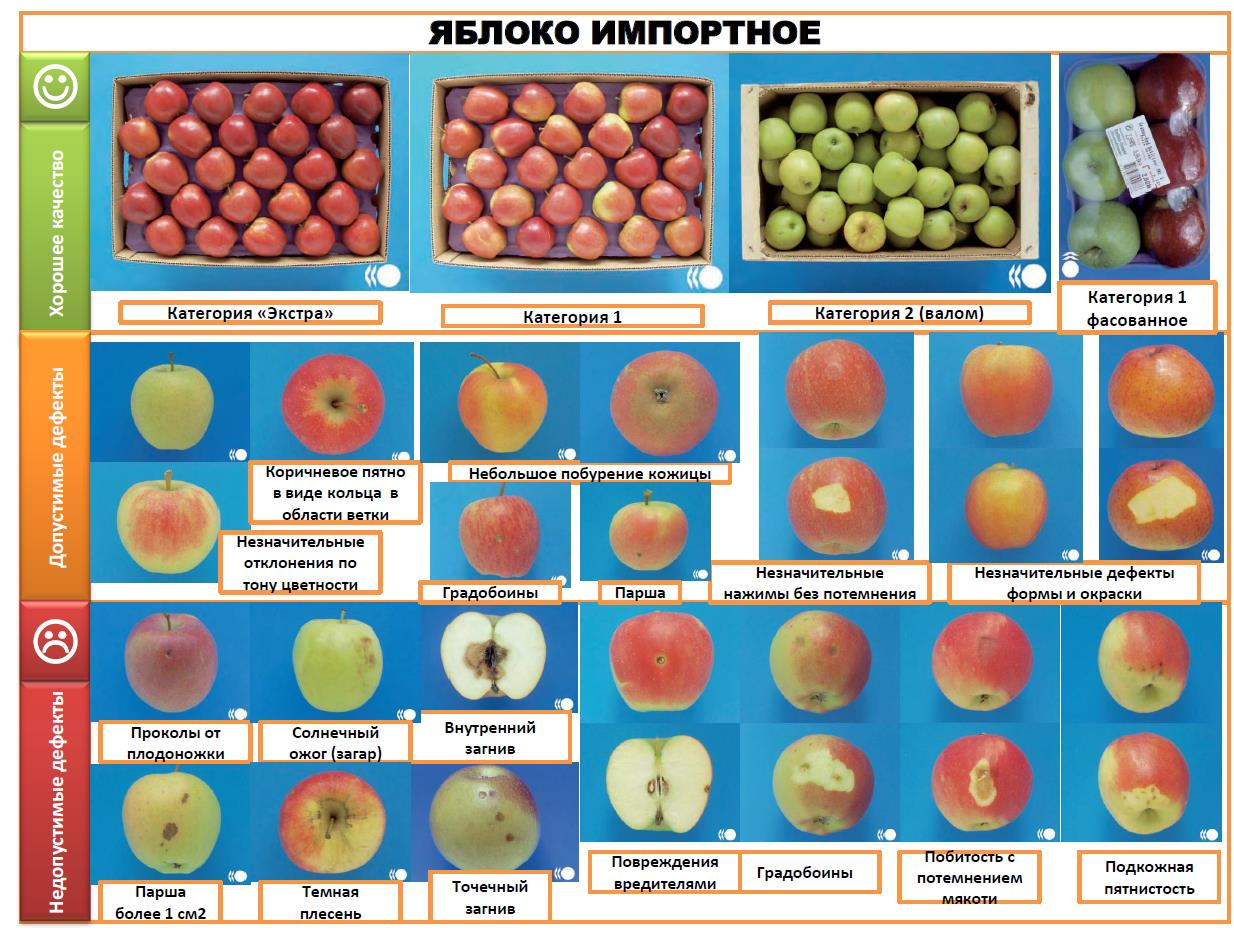 ЯБЛОКО ИМПОРТНОЕ
Хорошее качество
Категория «Экстра»
Категория 1
Категория 2 (валом)
Категория 1
фасованное
Допустимые дефекты
Коричневое пятно
в виде кольца в
области ветки
Незначительные
отклонения по
тону цветности
Небольшое побурение кожицы
Градобоины
Парша
Незначительные
нажимы без потемнения
Незначительные дефекты
формы и окраски
Недопустимые дефекты
Проколы от
плодоножки
Солнечный
ожог (загар)
Внутренний
загнив
Парша
более 1 см2
Темная
плесень
Точечный
загнив
Повреждения
вредителями
Градобоины
Побитость с
потемнением
мякоти
Подкожная
пятнистость